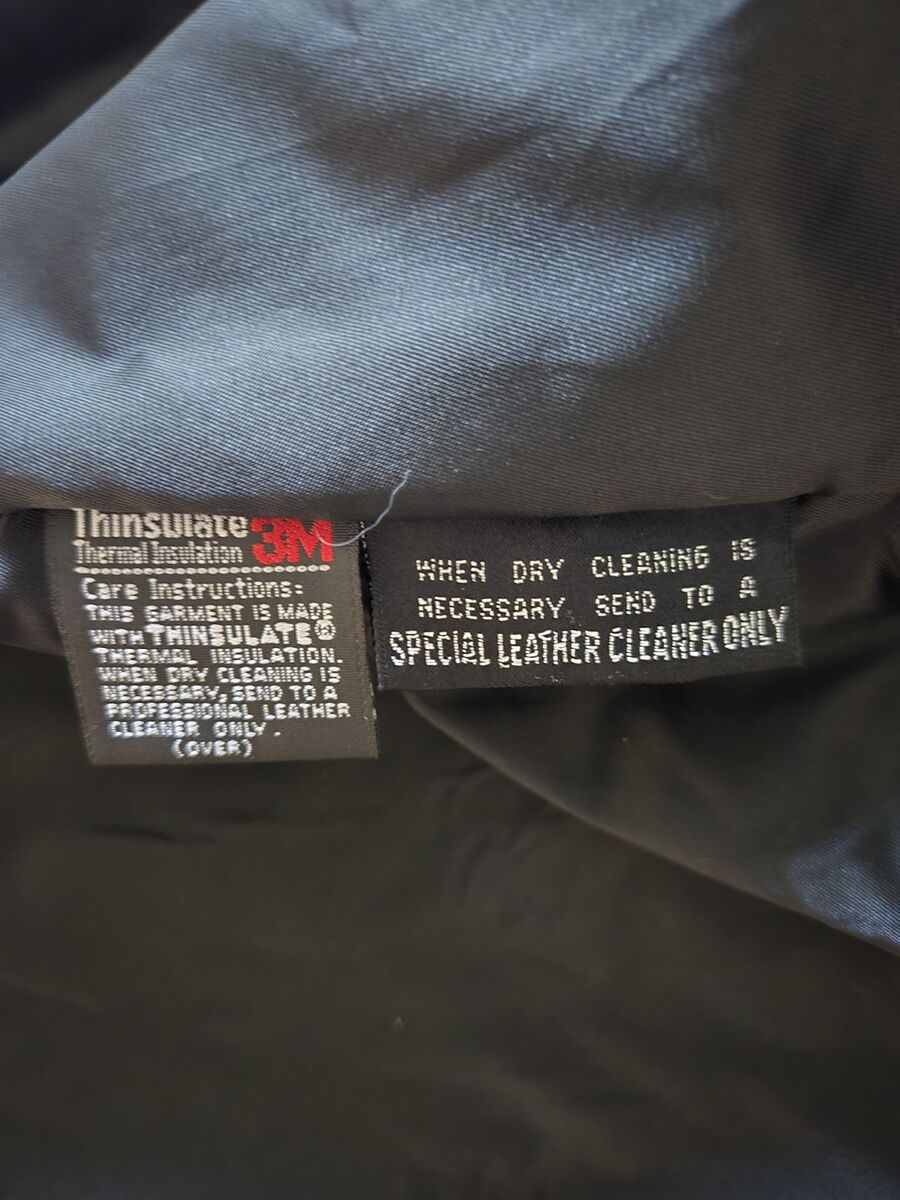 Thinsulate 3M
Thermal Insulation
Care Instructions:
THIS GARMENT IS MADE
WITH THINSULATE®
THERMAL INSULATION.
WHEN DRY CLEANING IS
NECESSARY, SEND TO A
PROFESSIONAL LEATHER
CLEANER ONLY.
(OVER)
WHEN DRY CLEANING IS
NECESSARY SEND TO A
SPECIAL LEATHER CLEANER ONLY